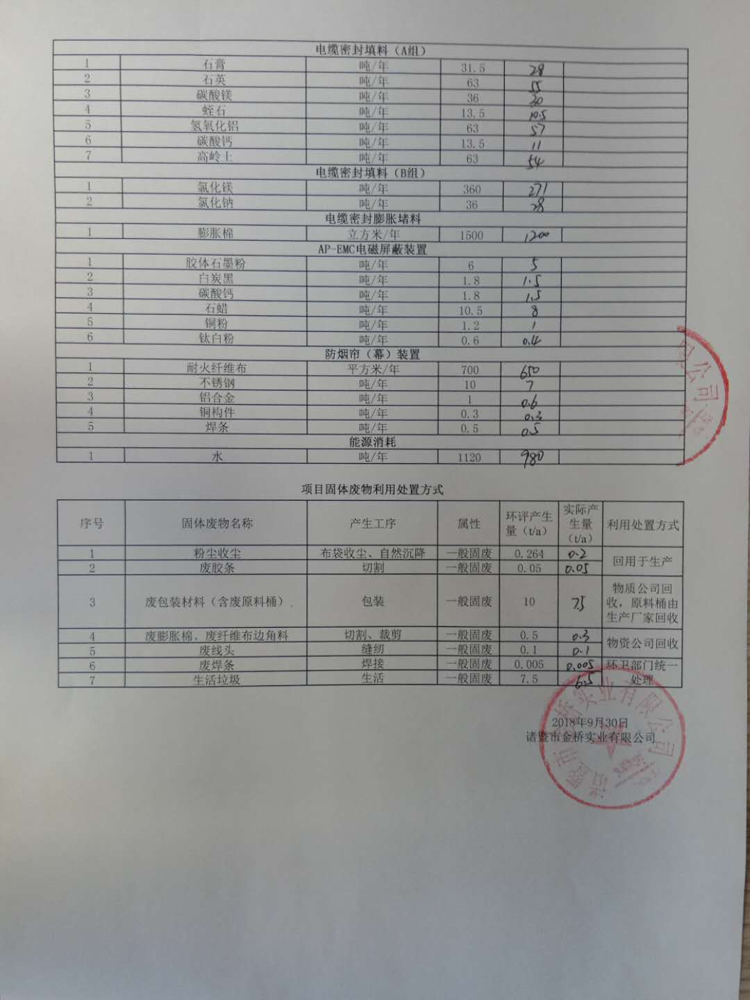 电缆密封填料（A组）
1 石膏 吨/年 31.5 28
2 石英 吨/年 63 55
3 碳酸镁 吨/年 36 30
4 蛭石 吨/年 13.5 10.5
5 氢氧化铝 吨/年 63 57
6 碳酸钙 吨/年 13.5 11
7 高岭土 吨/年 63 54
电缆密封填料（B组）
1 氯化镁 吨/年 360 271
2 氯化钠 吨/年 36 28
电缆密封膨胀堵料
1 膨胀棉 立方米/年 1500 1200
AP-EMC电磁屏蔽装置
1 胶体石墨粉 吨/年 6 5
2 白炭黑 吨/年 1.8 1.5
3 碳酸钙 吨/年 1.8 1.5
4 石蜡 吨/年 10.5 8
5 铜粉 吨/年 1.2 1
6 钛白粉 吨/年 0.6 0.4
防烟帘（幕）装置
1 耐火纤维布 平方米/年 700 650
2 不锈钢 吨/年 10 7
3 铝合金 吨/年 1 0.6
4 铜构件 吨/年 0.3 0.3
5 焊条 吨/年 0.5 0.5
能源消耗
1 水 吨/年 1120 980
限公司
项目固体废物利用处置方式
序号 固体废物名称 产生工序 属性 环评产生量（t/a） 实际产生量（t/a） 利用处置方式
1 粉尘收尘 布袋收尘、自然沉降 一般固废 0.264 0.2 回用于生产
2 废胶条 切割 一般固废 0.05 0.05
3 废包装材料（含废原料桶） 包装 一般固废 10 7.5 物质公司回收，原料桶由生产厂家回收
4 废膨胀棉、废纤维布边角料 切割、裁剪 一般固废 0.5 0.3 物资公司回收
5 废线头 缝纫 一般固废 0.1 0.1
6 废焊条 焊接 一般固废 0.005 0.005 环卫部门统一处理
7 生活垃圾 生活 一般固废 7.5 6.5
2018年9月30日
诸暨市金桥实业有限公司
诸暨市金桥实业有限公司